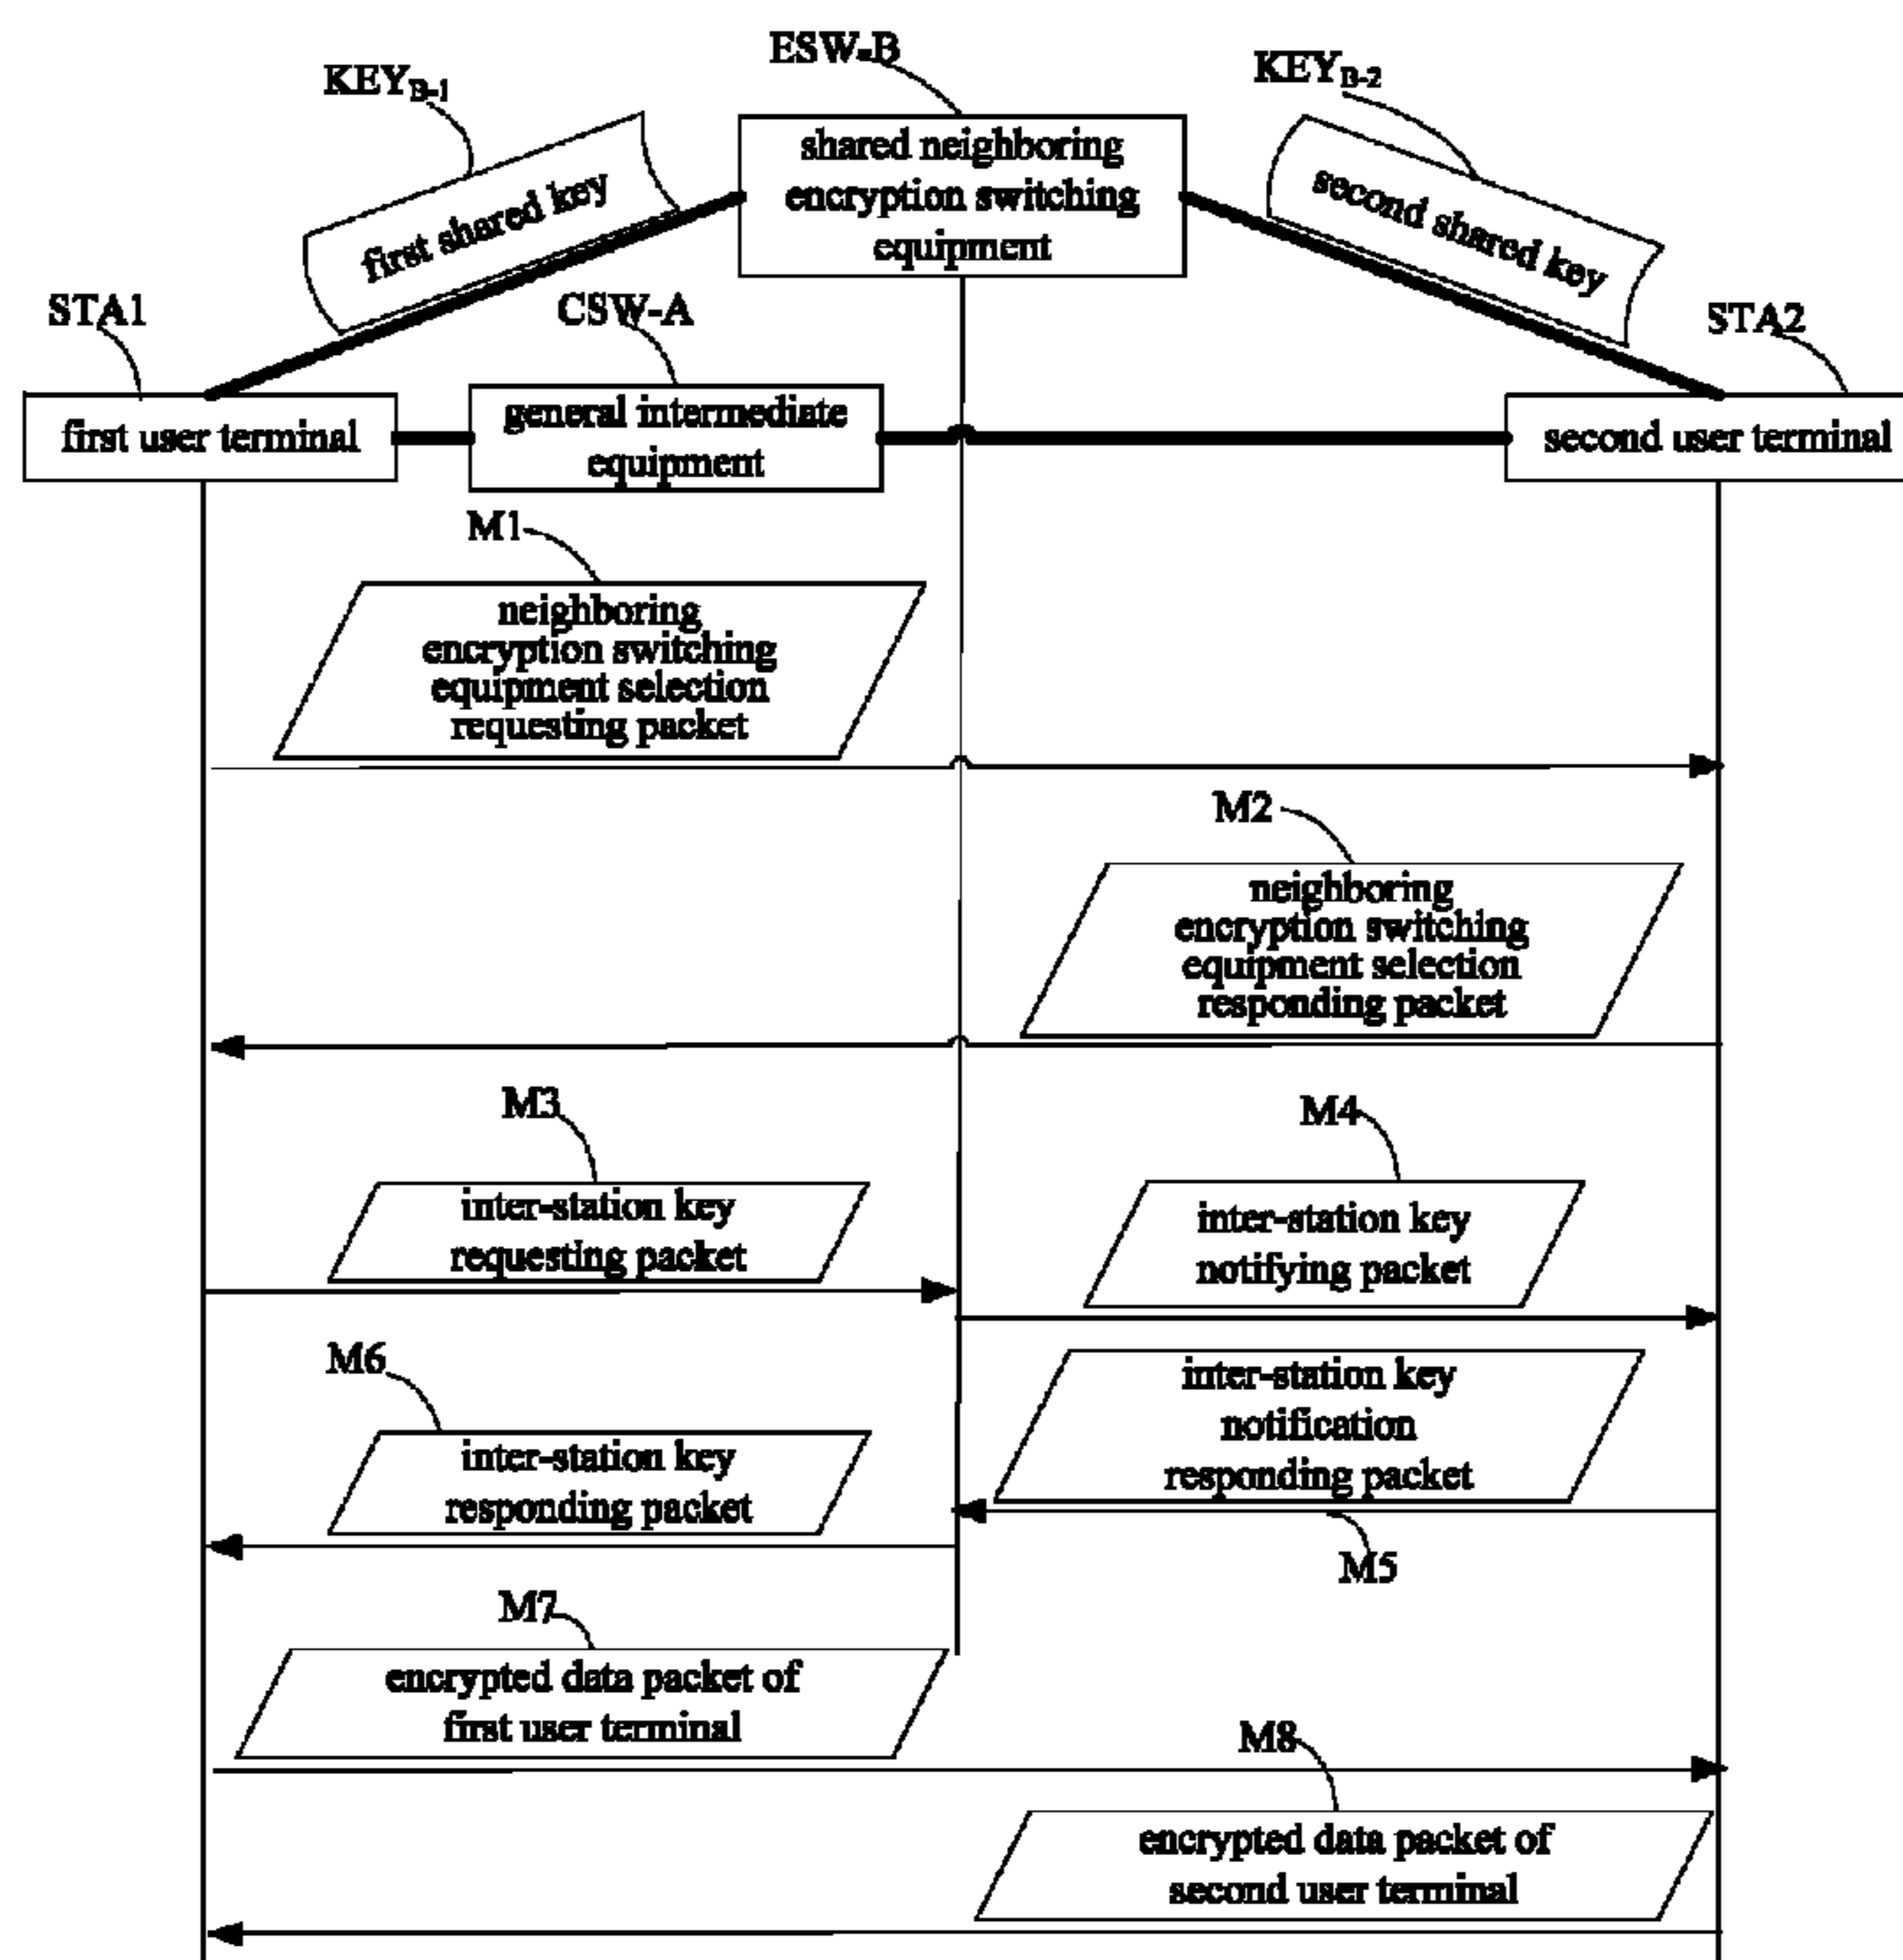 ESW-B
KEYB-1
KEYB-2
shared neighboring
encryption switching
equipment
first shared key
second shared key
STA1
CSW-A
STA2
first user terminal
general intermediate
equipment
second user terminal
M1
neighboring
encryption switching
equipment selection
requesting packet
M2
neighboring
encryption switching
equipment selection
responding packet
M3
inter-station key
requesting packet
M4
inter-station key
notifying packet
M6
inter-station key
responding packet
inter-station key
notification
responding packet
M5
M7
encrypted data packet of
first user terminal
M8
encrypted data packet of
second user terminal